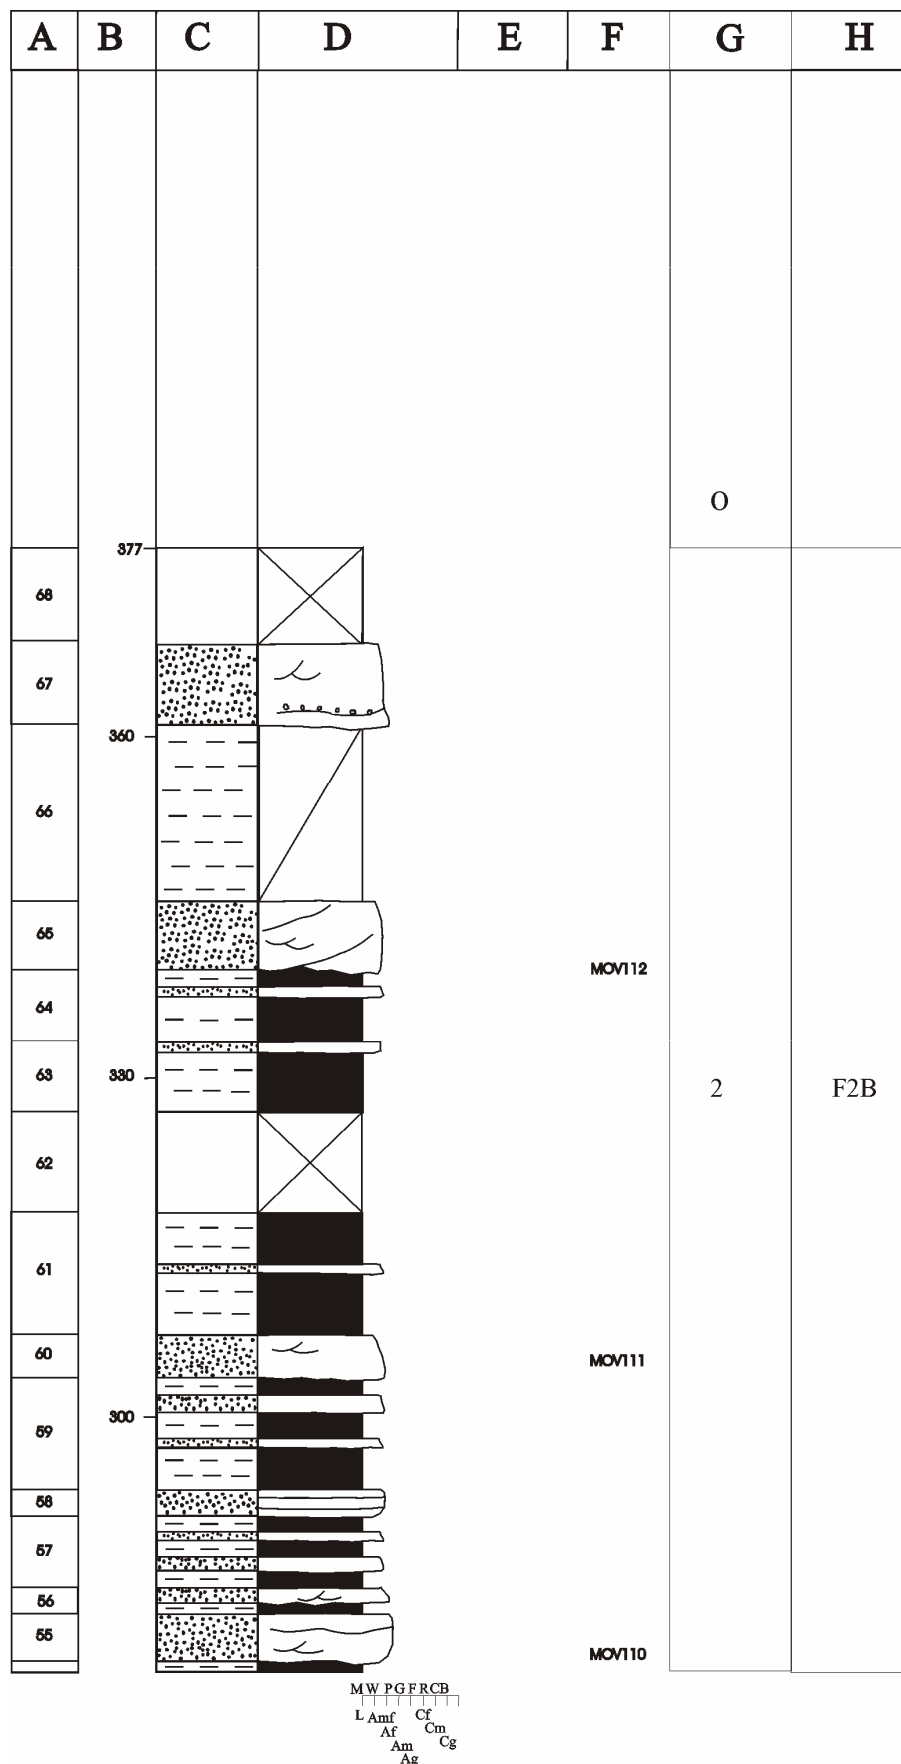 A B C D E F G H
O
377
68
67
360
66
65
MOV112
64
63 330 2 F2B
62
61
60 MOV111
300
59
58
57
56
55
MOV110
M W P G F R C B
L Amf Cf
Af Cm
Am Cg
Ag